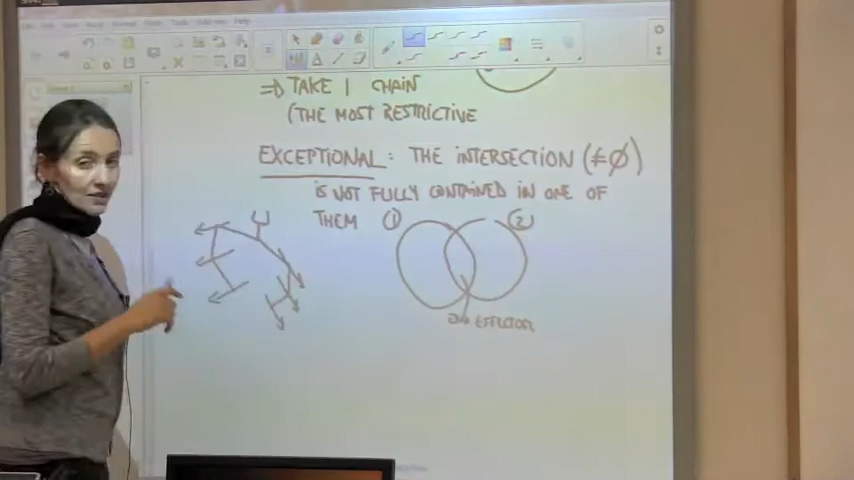 => TAKE 1 CHAIN
(THE MOST RESTRICTIVE
EXCEPTIONAL : THE INTERSECTION (≠∅)
IS NOT FULLY CONTAINED IN ONE OF
THEM
1
2
EFFECTOR